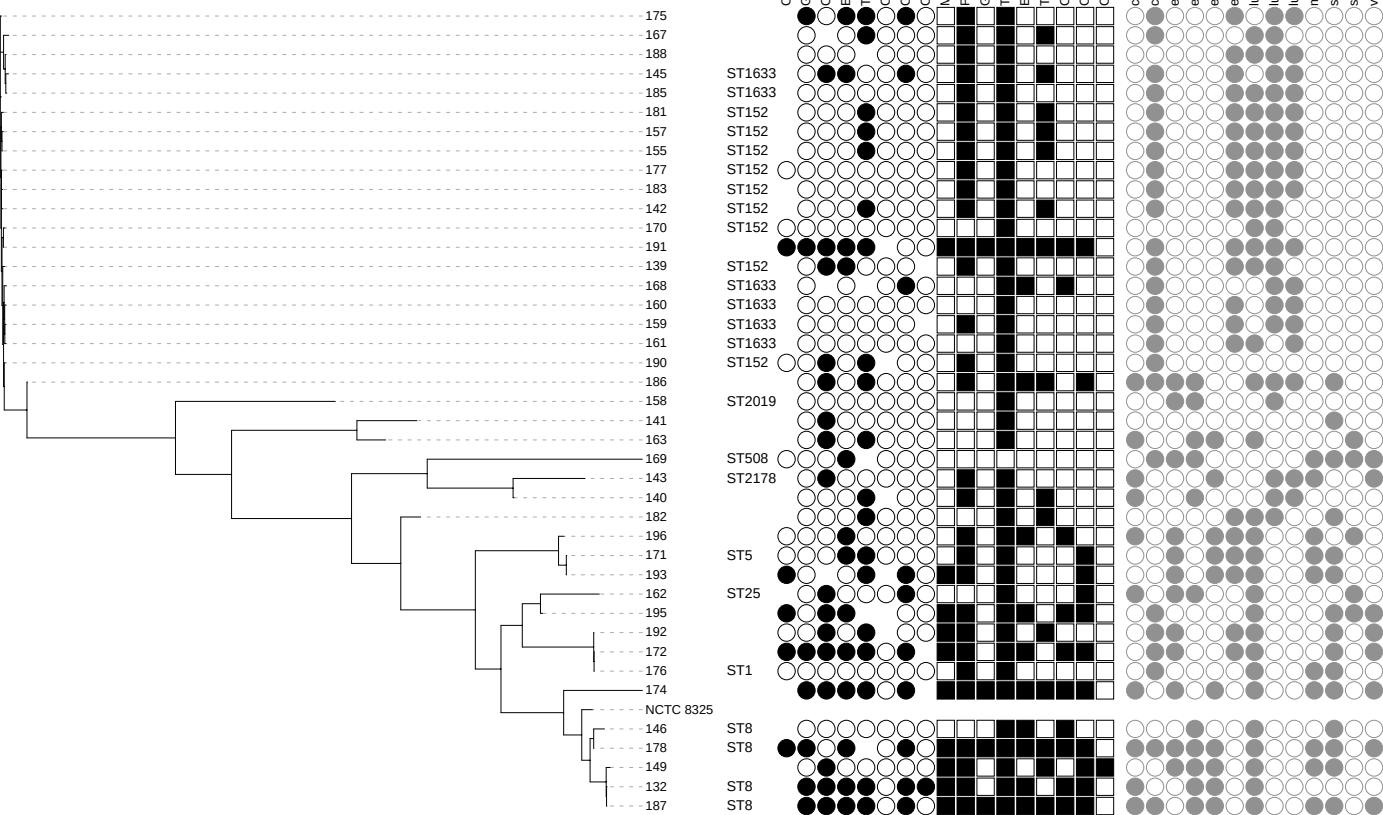 175
167
188
145 ST1633
185 ST1633
181 ST152
157 ST152
155 ST152
177 ST152
183 ST152
142 ST152
170 ST152
191
139 ST152
168 ST1633
160 ST1633
159 ST1633
161 ST1633
190 ST152
186
158 ST2019
141
163
169 ST508
143 ST2178
140
182
196
171 ST5
193
162 ST25
195
192
172
176 ST1
174
NCTC 8325
146 ST8
178 ST8
149
132 ST8
187 ST8